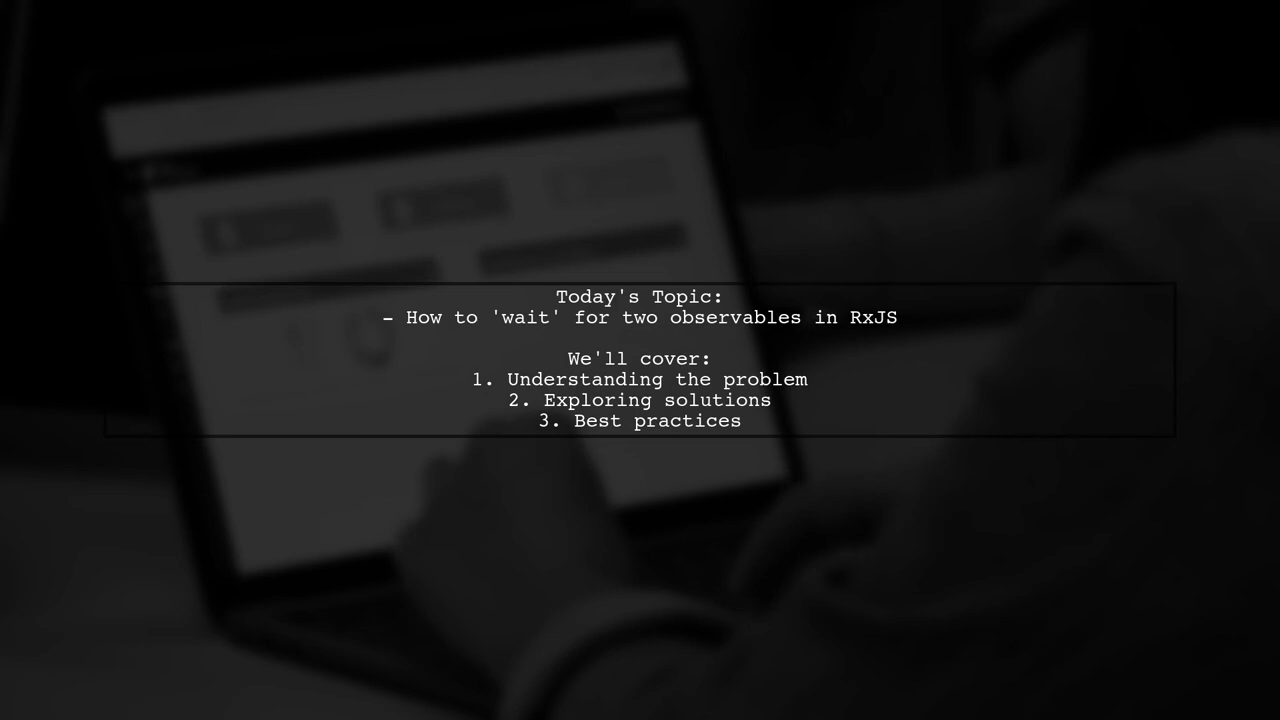 Today's Topic:
- How to 'wait' for two observables in RxJS
We'll cover:
1. Understanding the problem
2. Exploring solutions
3. Best practices